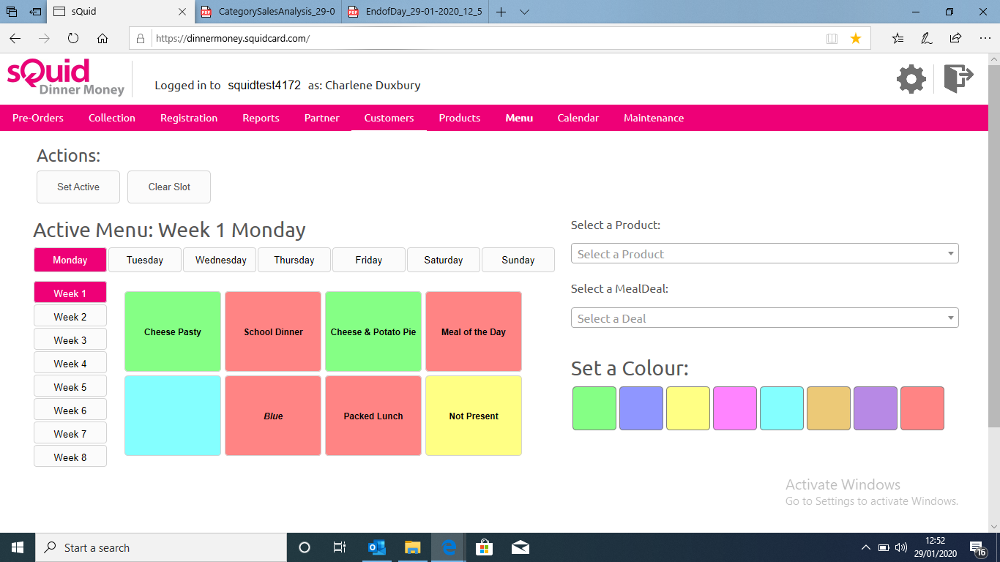 sQuid
CategorySalesAnalysis_29-0
EndofDay_29-01-2020_12_5
https://dinnermoney.squidcard.com/
sQuid
Dinner Money
Logged in to squidtest4172 as: Charlene Duxbury
Pre-Orders Collection Registration Reports Partner Customers Products Menu Calendar Maintenance
Actions:
Set Active Clear Slot
Active Menu: Week 1 Monday
Monday Tuesday Wednesday Thursday Friday Saturday Sunday
Week 1
Week 2
Week 3
Week 4
Week 5
Week 6
Week 7
Week 8
Cheese Pasty School Dinner Cheese & Potato Pie Meal of the Day
Blue Packed Lunch Not Present
Select a Product:
Select a Product
Select a MealDeal:
Select a Deal
Set a Colour:
Activate Windows
Go to Settings to activate Windows.
Start a search
12:52
29/01/2020
16